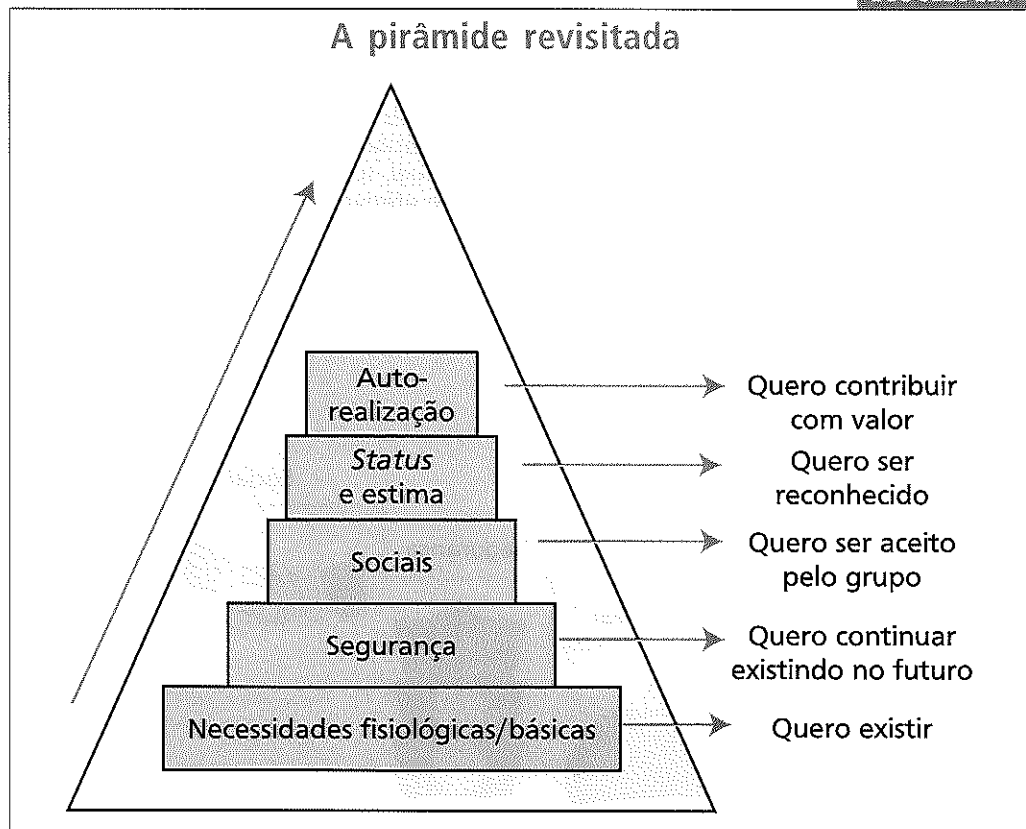 A pirâmide revisitada
Auto-
realização
Quero contribuir
com valor
Status
e estima
Quero ser
reconhecido
Sociais
Quero ser aceito
pelo grupo
Segurança
Quero continuar
existindo no futuro
Necessidades fisiológicas/básicas
Quero existir